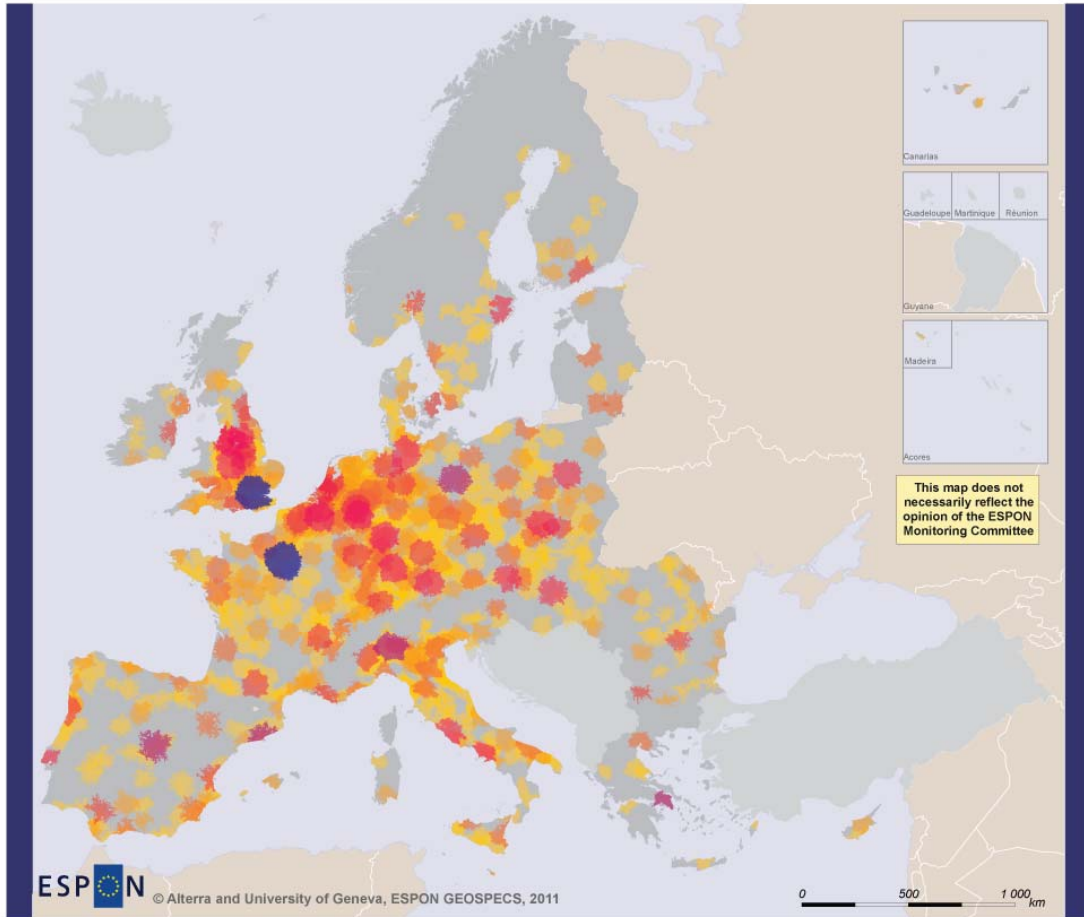 Canarias
Guadeloupe Martinique Réunion
Guyane
Madeira
Acores
This map does not
necessarily reflect the
opinion of the ESPON
Monitoring Committee
ESPON
© Alterra and University of Geneva, ESPON GEOSPECS, 2011
0 500 1 000
km